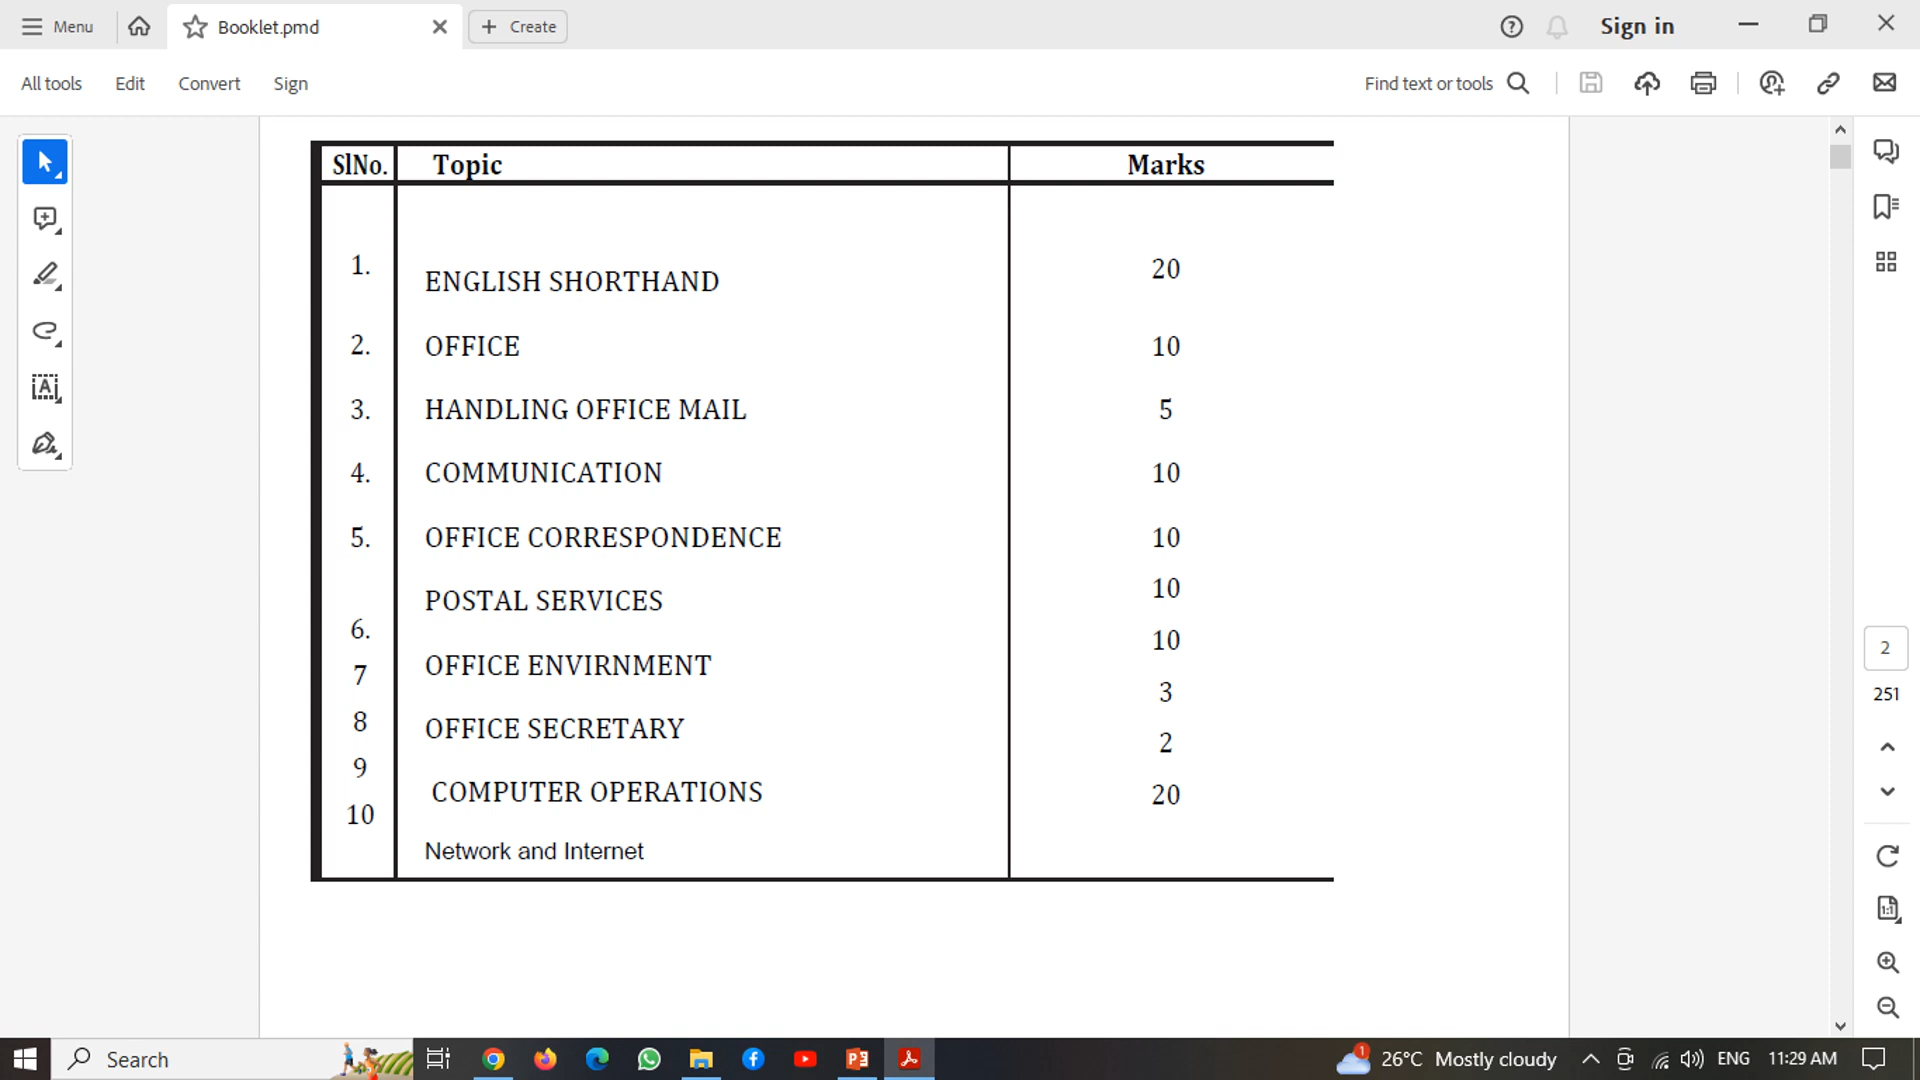 Menu
Booklet.pmd
Create
Sign in
All tools
Edit
Convert
Sign
Find text or tools
SlNo. Topic Marks
1. ENGLISH SHORTHAND 20
2. OFFICE 10
3. HANDLING OFFICE MAIL 5
4. COMMUNICATION 10
5. OFFICE CORRESPONDENCE 10
POSTAL SERVICES 10
6. 10
7 OFFICE ENVIRNMENT
3
8 OFFICE SECRETARY
2
9
COMPUTER OPERATIONS 20
10
Network and Internet
2
251
1:1
Search
1
26°C Mostly cloudy
ENG
11:29 AM